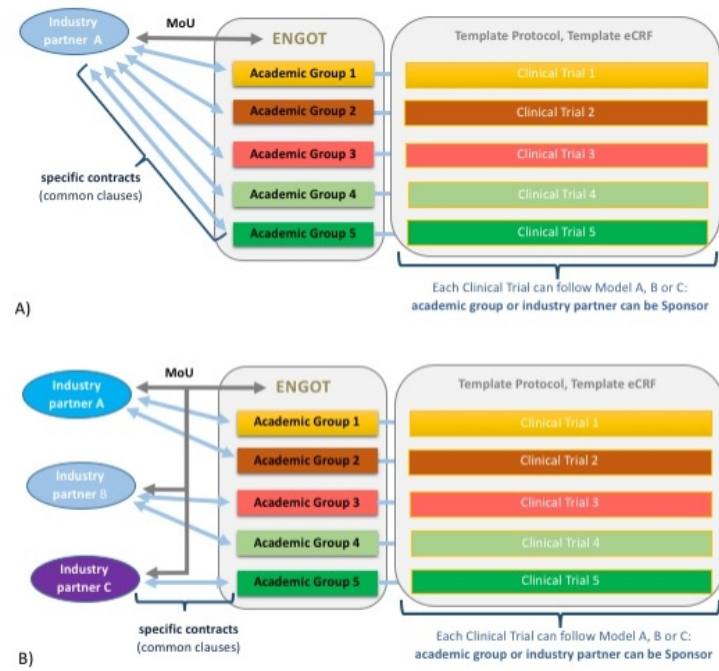 Industry
partner A
MoU
ENGOT
Template Protocol, Template eCRF
Academic Group 1
Clinical Trial 1
Academic Group 2
Clinical Trial 2
Academic Group 3
Clinical Trial 3
Academic Group 4
Clinical Trial 4
Academic Group 5
Clinical Trial 5
specific contracts
(common clauses)
Each Clinical Trial can follow Model A, B or C:
academic group or industry partner can be Sponsor
A)
Industry
partner A
MoU
ENGOT
Template Protocol, Template eCRF
Academic Group 1
Clinical Trial 1
Academic Group 2
Clinical Trial 2
Industry
partner B
Academic Group 3
Clinical Trial 3
Academic Group 4
Clinical Trial 4
Industry
partner C
Academic Group 5
Clinical Trial 5
specific contracts
(common clauses)
Each Clinical Trial can follow Model A, B or C:
academic group or industry partner can be Sponsor
B)